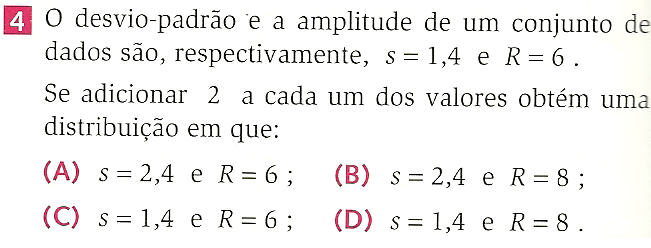 4 O desvio-padrão e a amplitude de um conjunto de
dados são, respectivamente, s = 1,4 e R = 6 .
Se adicionar 2 a cada um dos valores obtém uma
distribuição em que:
(A) s = 2,4 e R = 6 ; (B) s = 2,4 e R = 8 ;
(C) s = 1,4 e R = 6 ; (D) s = 1,4 e R = 8 .